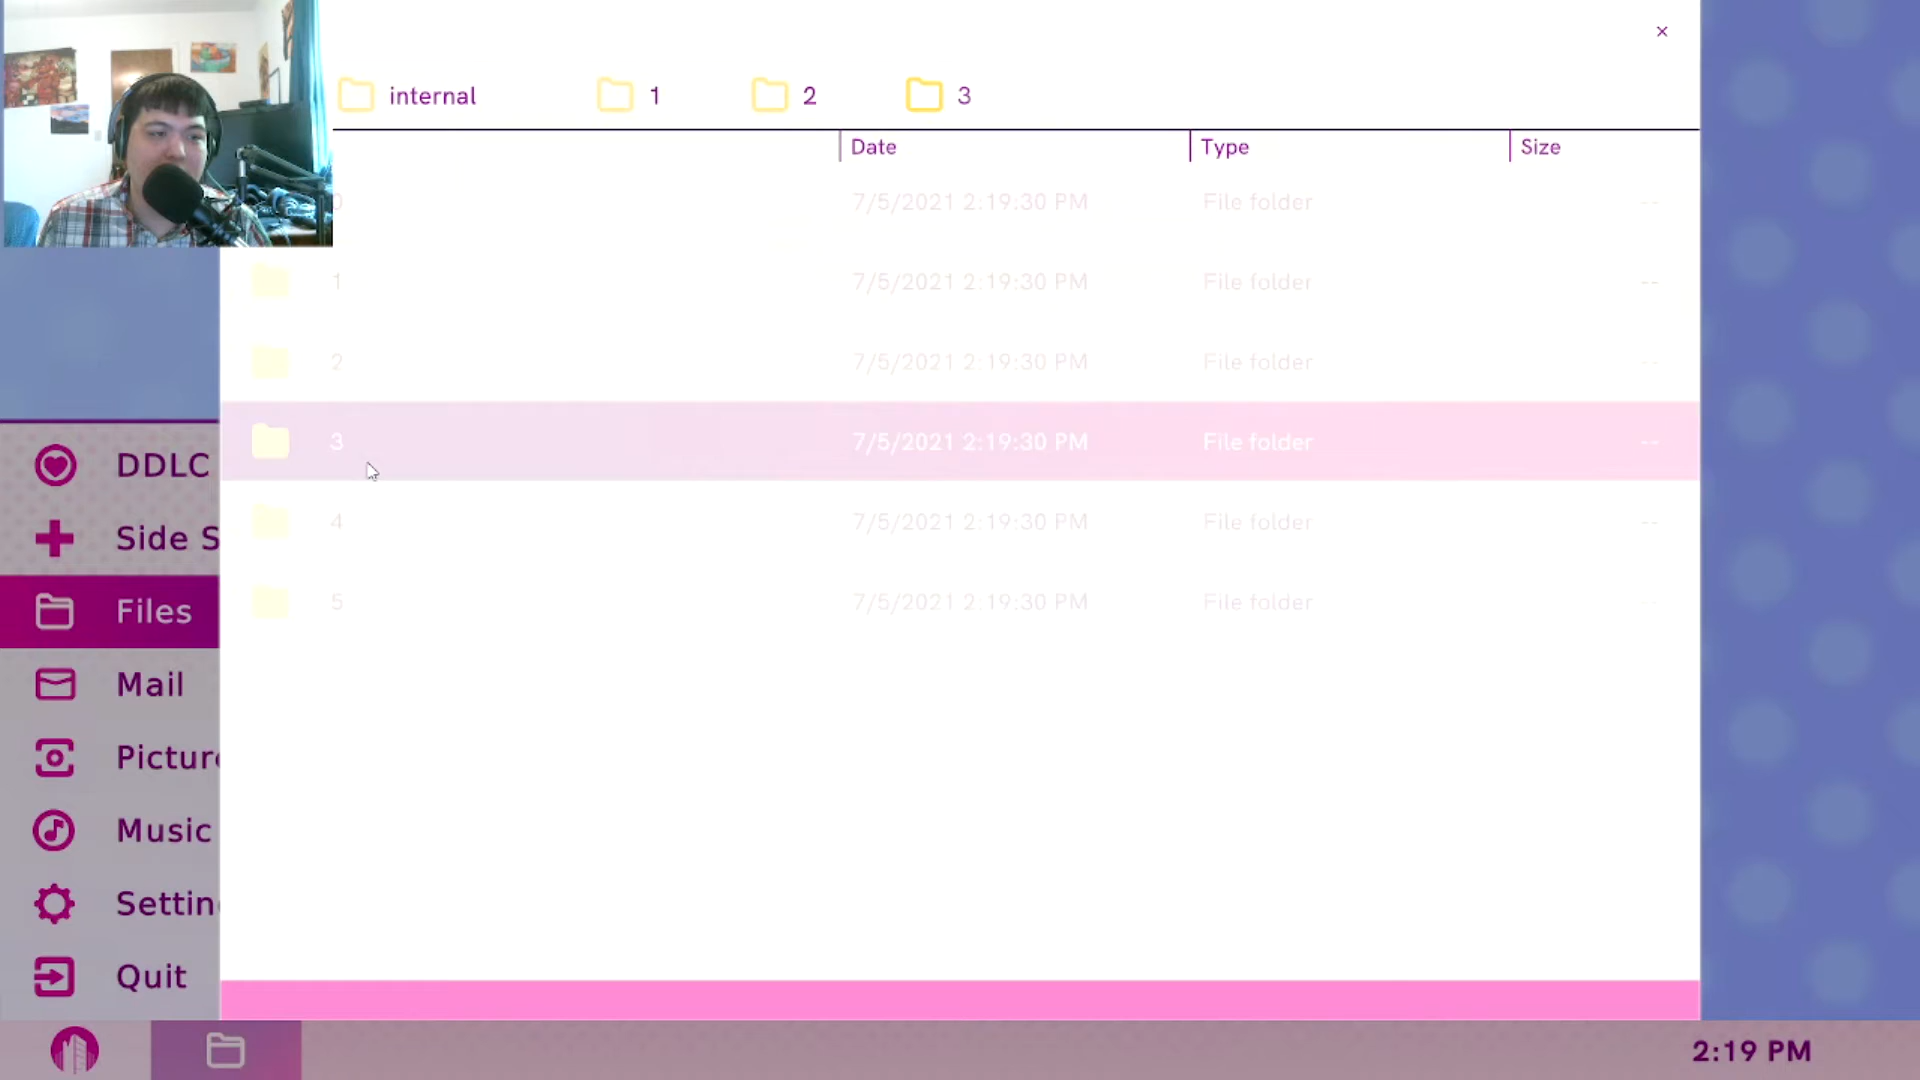 internal 1 2 3
Date Type Size
0 7/5/2021 2:19:30 PM File folder --
1 7/5/2021 2:19:30 PM File folder --
2 7/5/2021 2:19:30 PM File folder --
3 7/5/2021 2:19:30 PM File folder --
4 7/5/2021 2:19:30 PM File folder --
5 7/5/2021 2:19:30 PM File folder --
DDLC
Side S
Files
Mail
Picture
Music
Settin
Quit
2:19 PM